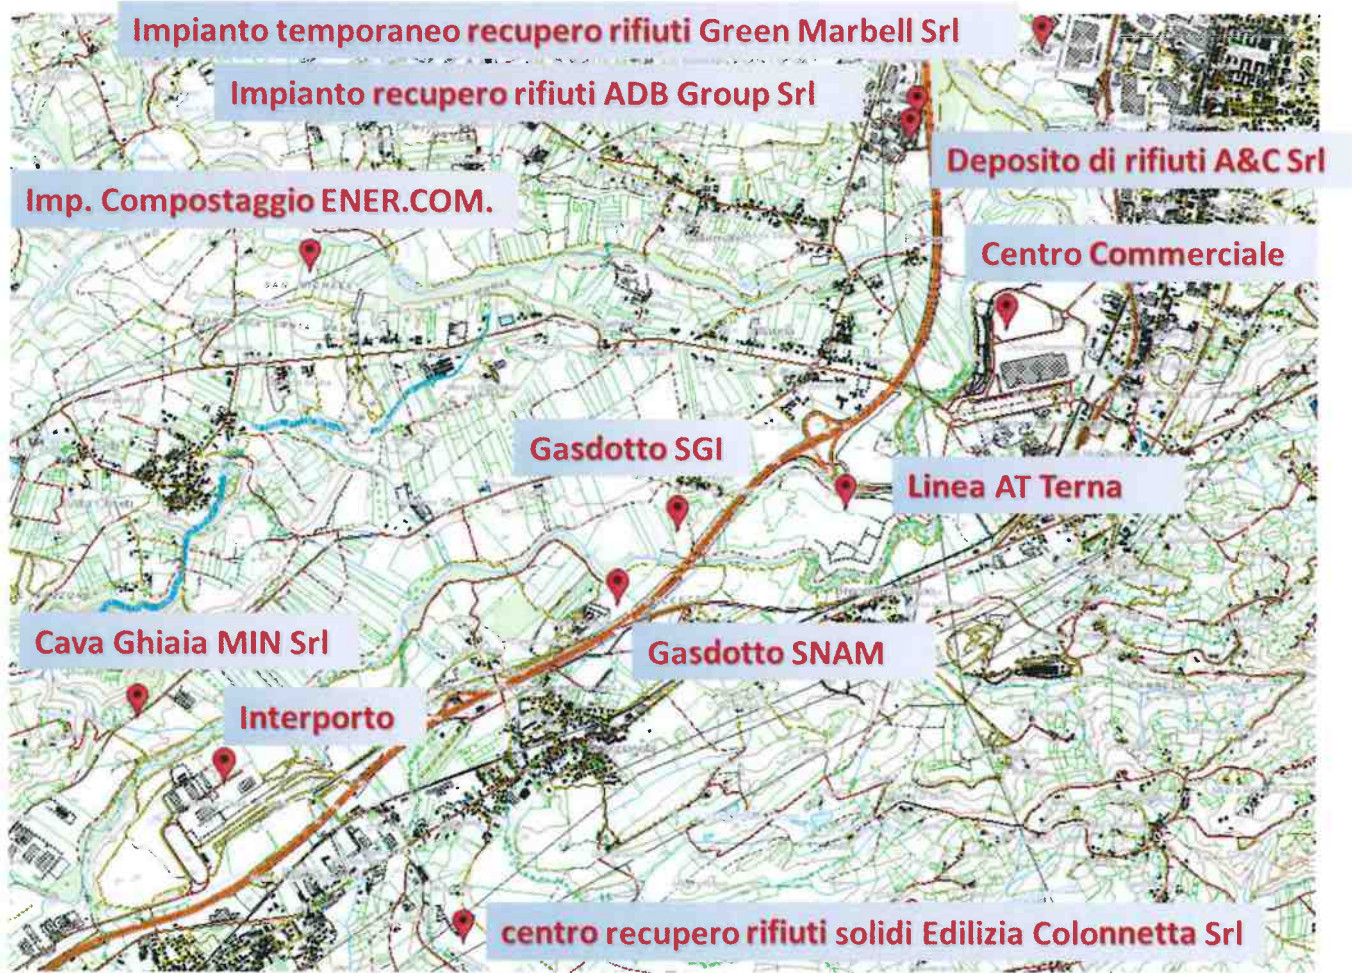 Impianto temporaneo recupero rifiuti Green Marbell Srl
Impianto recupero rifiuti ADB Group Srl
Deposito di rifiuti A&C Srl
Imp. Compostaggio ENER.COM.
Centro Commerciale
Gasdotto SGI
Linea AT Terna
Cava Ghiaia MIN Srl
Gasdotto SNAM
Interporto
centro recupero rifiuti solidi Edilizia Colonnetta Srl